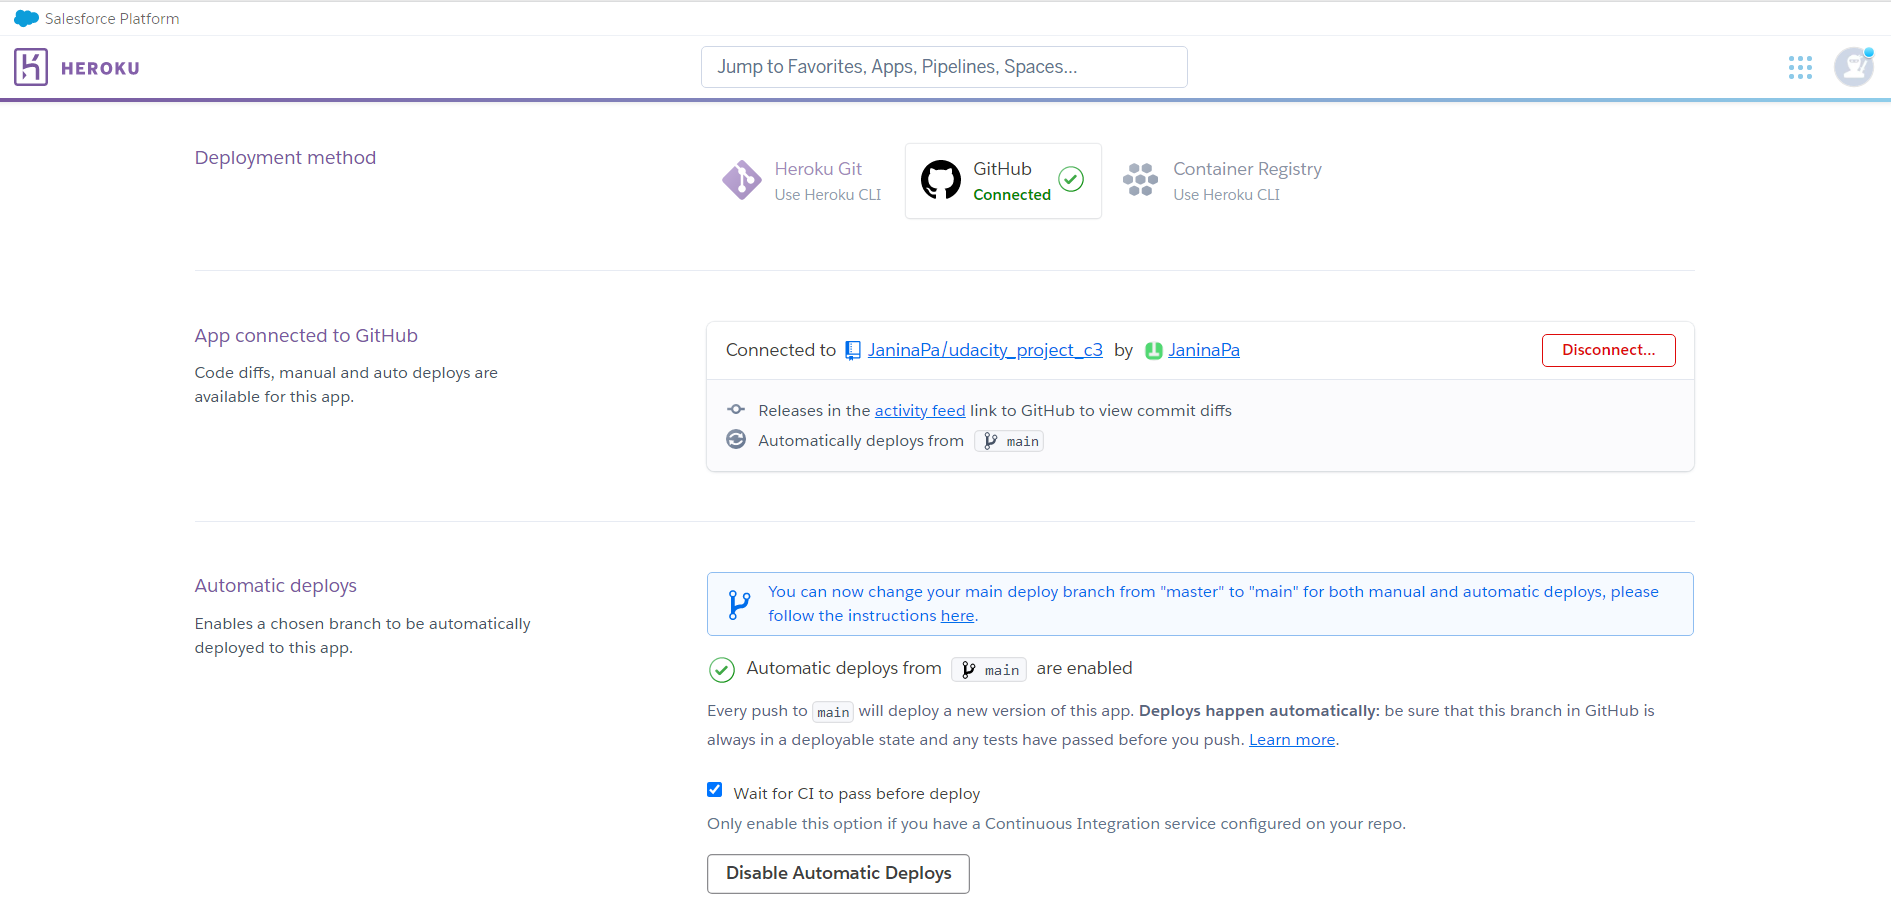 Salesforce Platform
HEROKU
Jump to Favorites, Apps, Pipelines, Spaces...
Deployment method
Heroku Git
Use Heroku CLI
GitHub
Connected
Container Registry
Use Heroku CLI
App connected to GitHub
Code diffs, manual and auto deploys are
available for this app.
Connected to JaninaPa/udacity_project_c3 by JaninaPa
Disconnect...
Releases in the activity feed link to GitHub to view commit diffs
Automatically deploys from main
Automatic deploys
Enables a chosen branch to be automatically
deployed to this app.
You can now change your main deploy branch from "master" to "main" for both manual and automatic deploys, please
follow the instructions here.
Automatic deploys from main are enabled
Every push to main will deploy a new version of this app. Deploys happen automatically: be sure that this branch in GitHub is
always in a deployable state and any tests have passed before you push. Learn more.
Wait for CI to pass before deploy
Only enable this option if you have a Continuous Integration service configured on your repo.
Disable Automatic Deploys